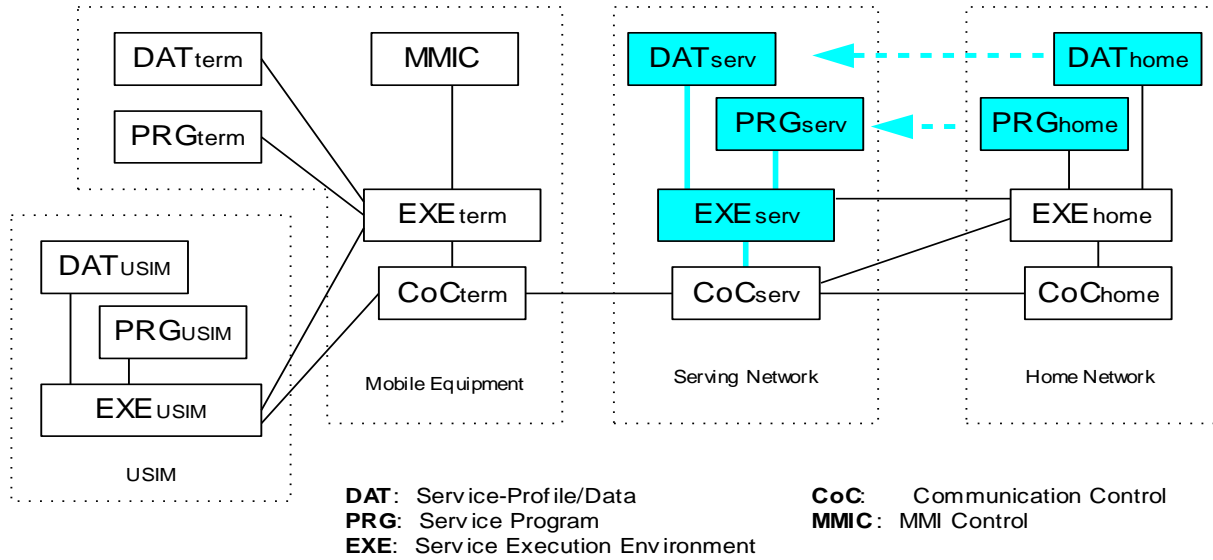 DATterm
MMIC
DATserv
DAThome
PRGterm
PRGserv
PRGhome
EXEterm
EXEserv
EXEhome
DATUSIM
CoCterm
CoCserv
CoChome
PRGUSIM
Mobile Equipment
Serving Network
Home Network
EXEUSIM
USIM
DAT: Service-Profile/Data
PRG: Service Program
EXE: Service Execution Environment
CoC: Communication Control
MMIC: MMI Control